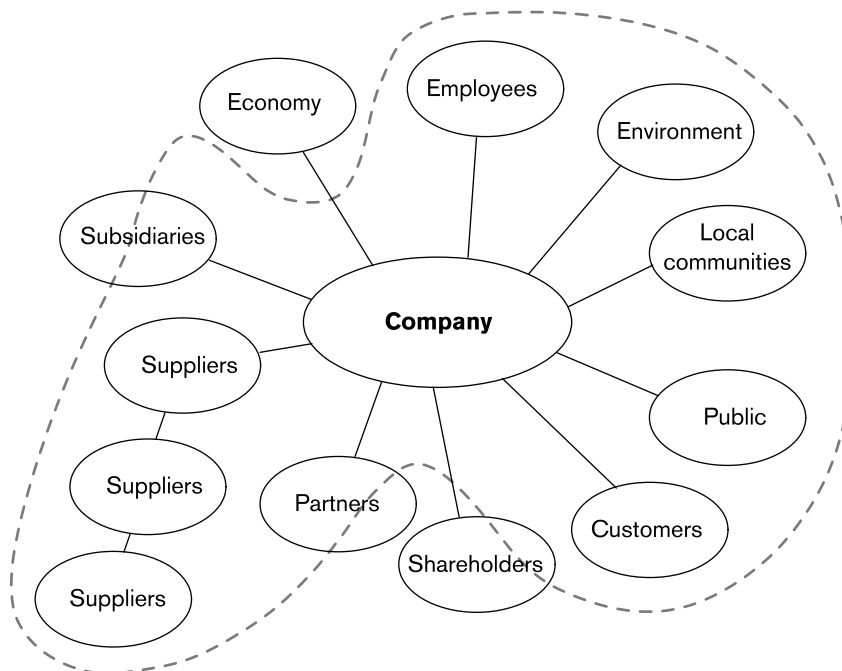 Economy
Employees
Environment
Subsidiaries
Local
communities
Company
Suppliers
Public
Suppliers
Partners
Customers
Shareholders
Suppliers